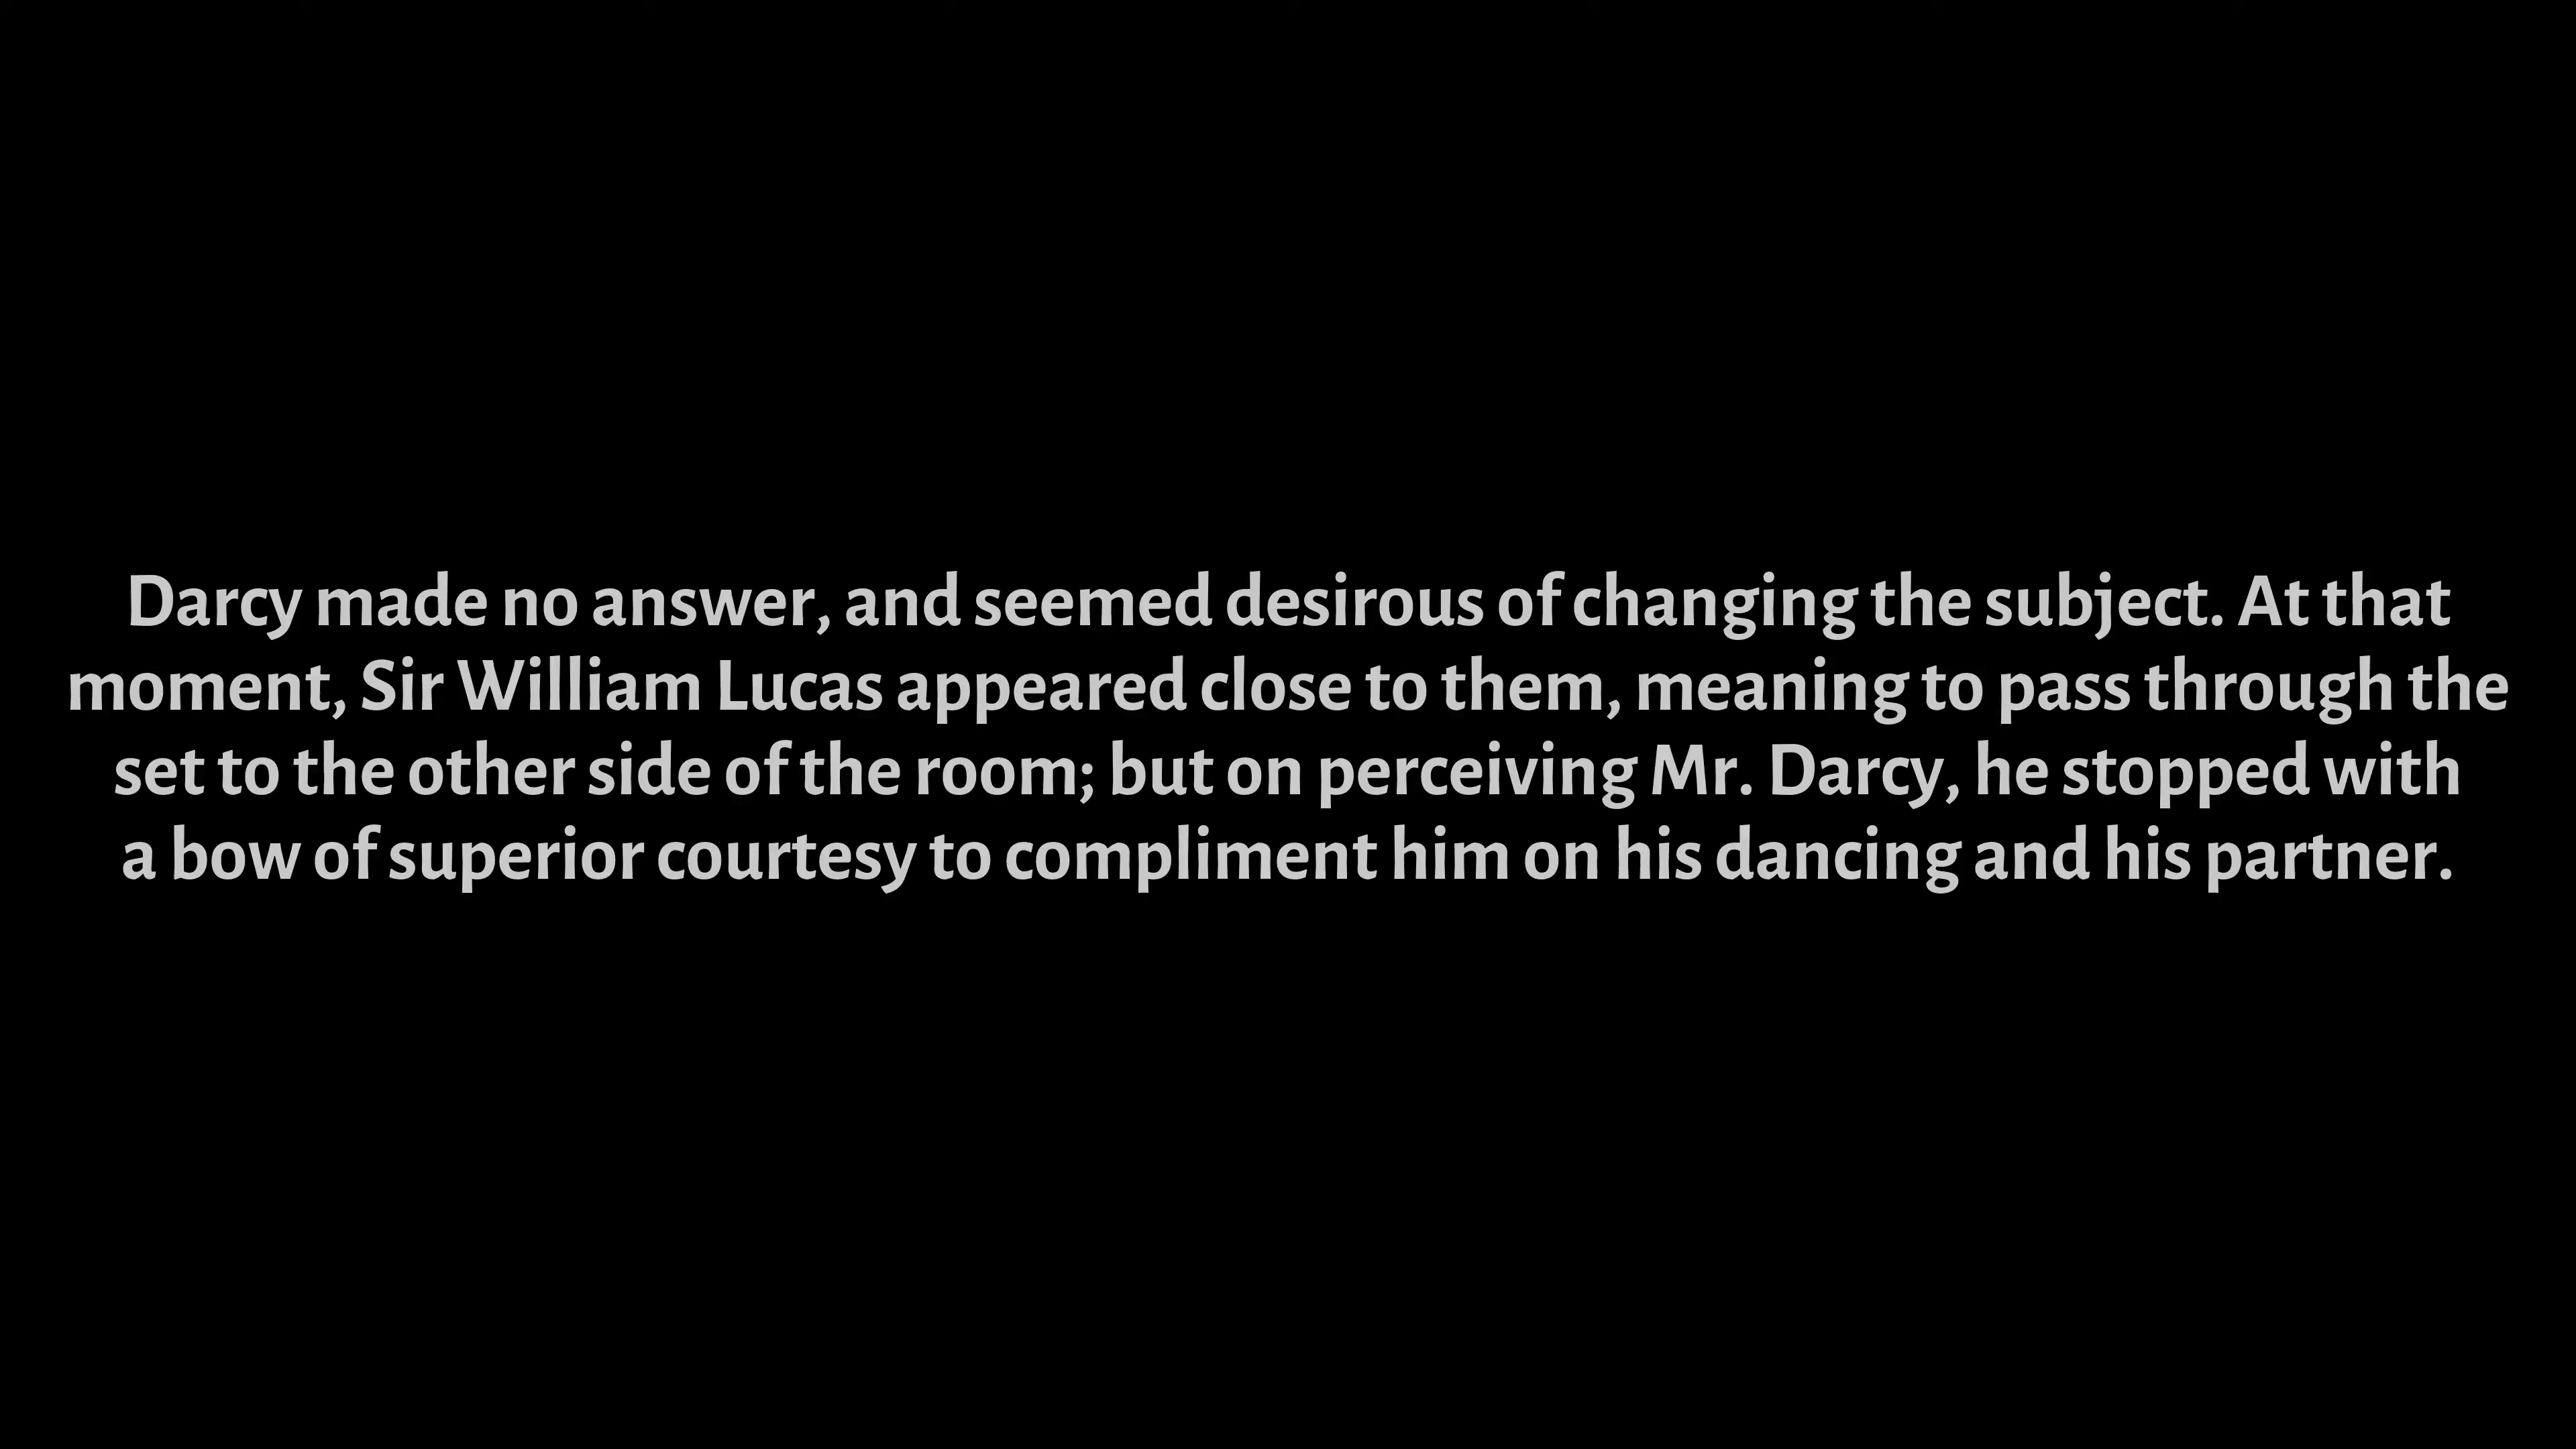 Darcy made no answer, and seemed desirous of changing the subject. At that
moment, Sir William Lucas appeared close to them, meaning to pass through the
set to the other side of the room; but on perceiving Mr. Darcy, he stopped with
a bow of superior courtesy to compliment him on his dancing and his partner.